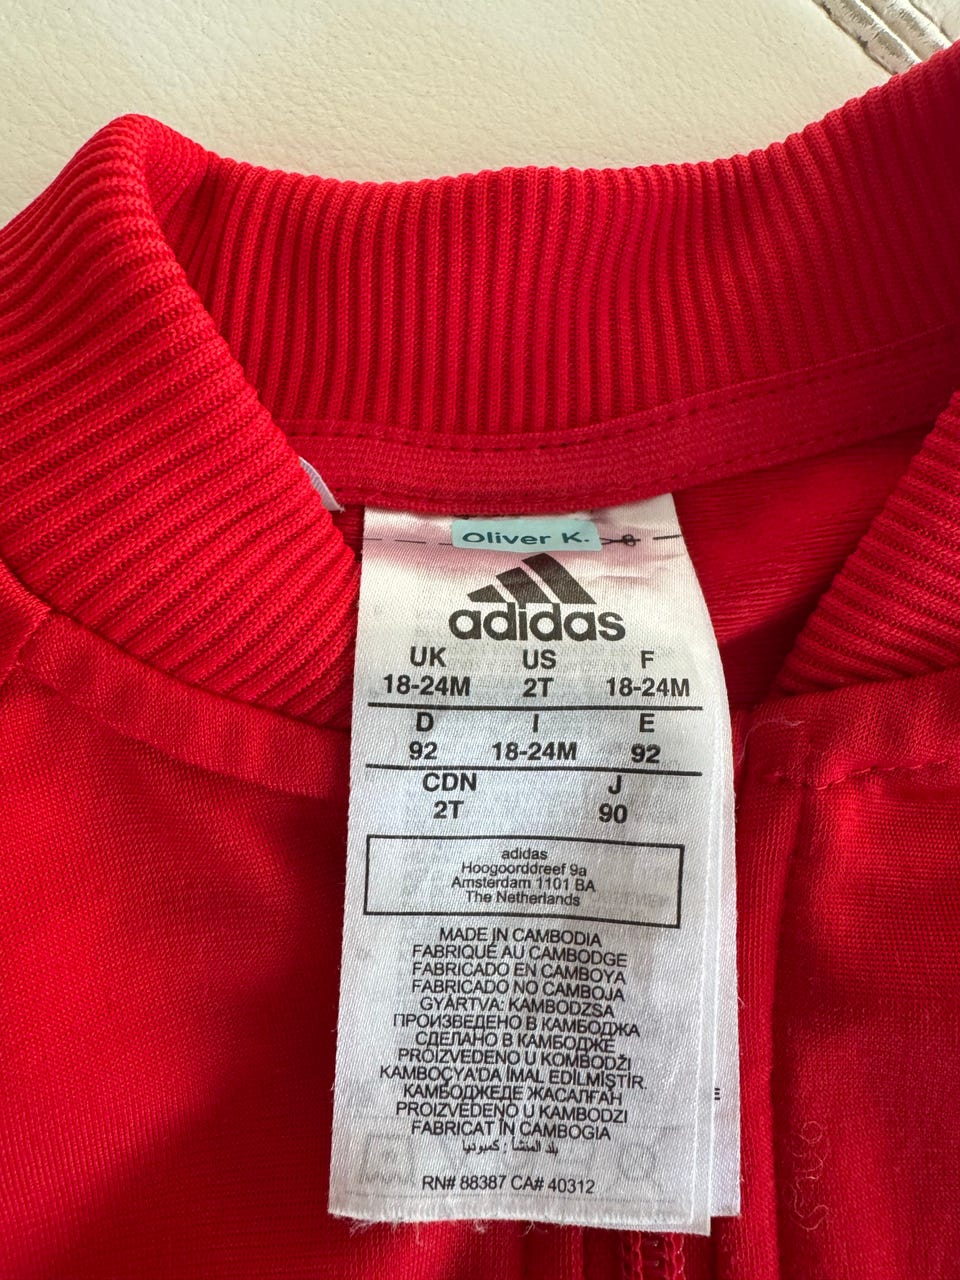 Oliver K.
adidas
UK US F
18-24M 2T 18-24M
D I E
92 18-24M 92
CDN J
2T 90
adidas
Hoogoorddreef 9a
Amsterdam 1101 BA
The Netherlands
MADE IN CAMBODIA
FABRIQUÉ AU CAMBODGE
FABRICADO EN CAMBOYA
FABRICADO NO CAMBOJA
GYÁRTVA: KAMBODZSA
ПРОИЗВЕДЕНО В КАМБОДЖА
СДЕЛАНО В КАМБОДЖЕ
PROIZVEDENO U KOMBODŽI
KAMBOÇYA'DA İMAL EDİLMİŞTİR
КАМБОДЖЕДЕ ЖАСАЛҒАН
PROIZVEDENO U KAMBODZI
FABRICAT ÎN CAMBOGIA
بلد المنشأ : كمبوديا
RN# 88387 CA# 40312